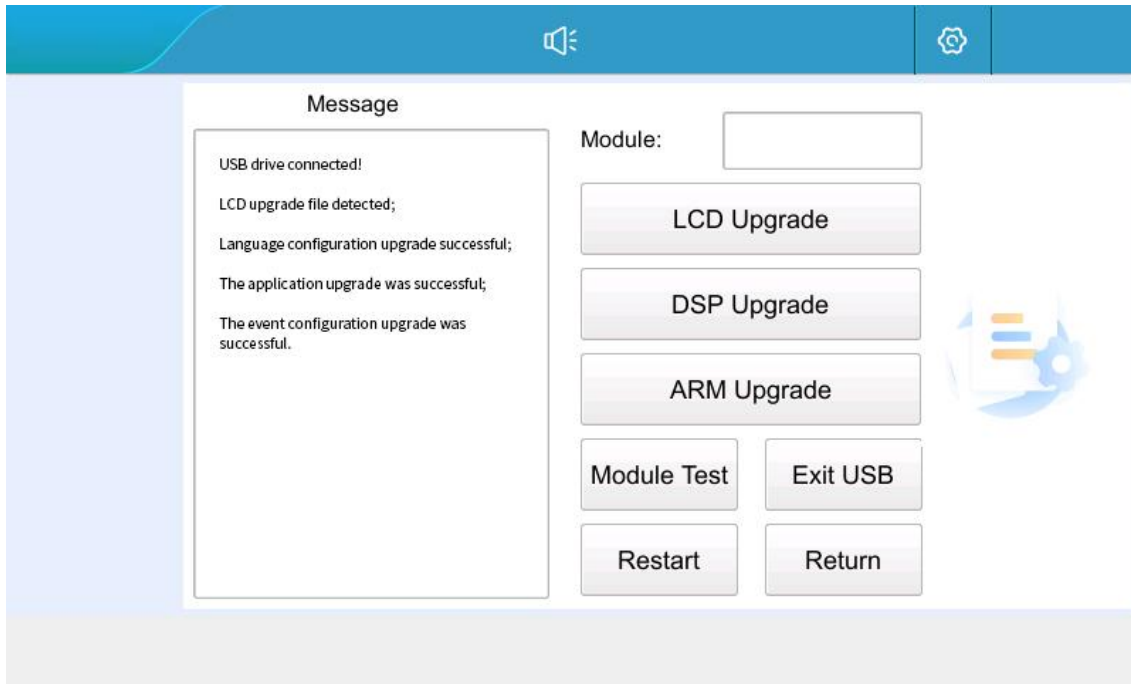 Message
USB drive connected!
LCD upgrade file detected;
Language configuration upgrade successful;
The application upgrade was successful;
The event configuration upgrade was
successful.
Module:
LCD Upgrade
DSP Upgrade
ARM Upgrade
Module Test
Exit USB
Restart
Return